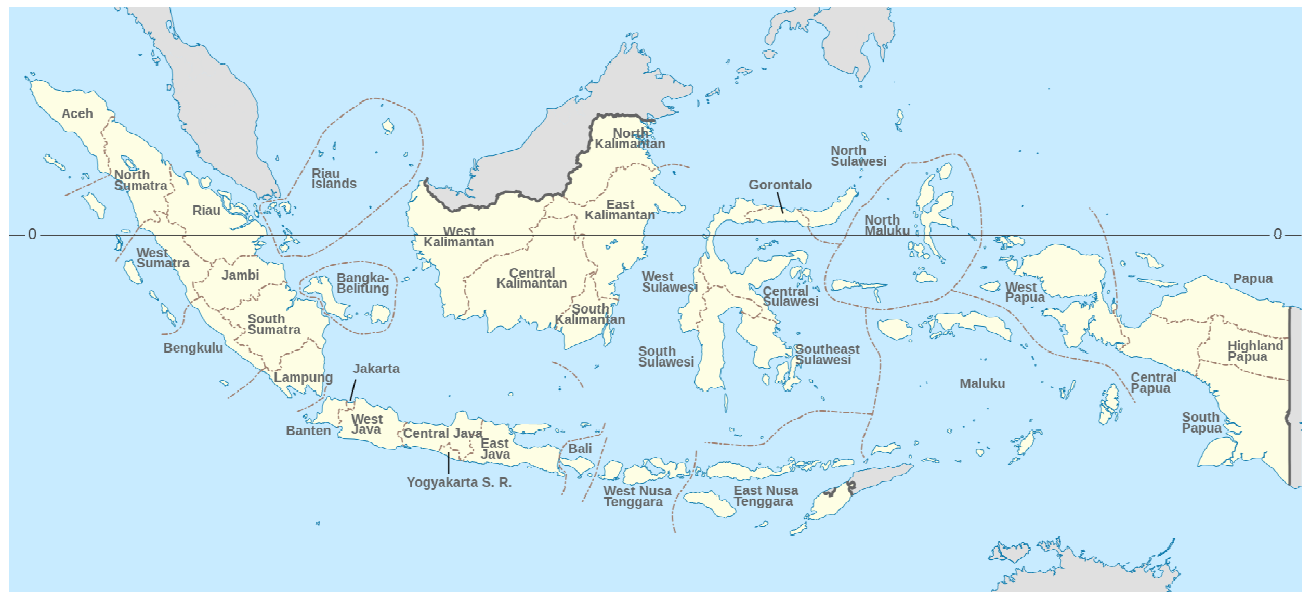 Aceh
North
Sumatra
Riau
Riau
Islands
West
Sumatra
Jambi
Bangka-
Belitung
South
Sumatra
Bengkulu
Lampung
Jakarta
Banten
West
Java
Central Java
East
Java
Yogyakarta S. R.
Bali
West Nusa
Tenggara
East Nusa
Tenggara
North
Kalimantan
East
Kalimantan
West
Kalimantan
Central
Kalimantan
South
Kalimantan
North
Sulawesi
Gorontalo
West
Sulawesi
Central
Sulawesi
South
Sulawesi
Southeast
Sulawesi
North
Maluku
Maluku
West
Papua
Papua
Highland
Papua
Central
Papua
South
Papua
0
0